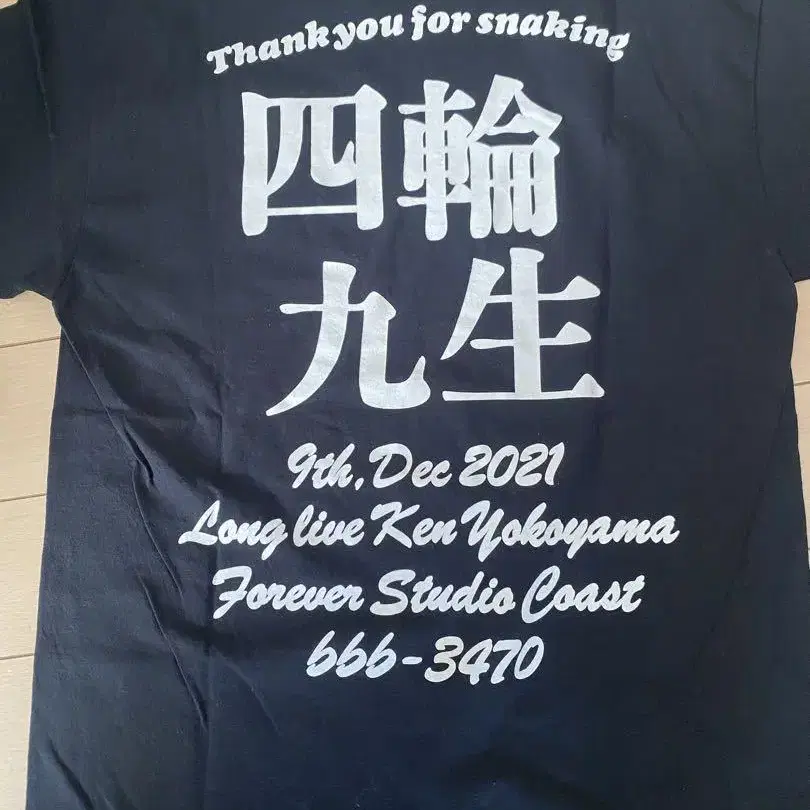 Thank you for snaking
四輪
九生
9th, Dec 2021
Long live Ken Yokoyama
Forever Studio Coast
666-3470